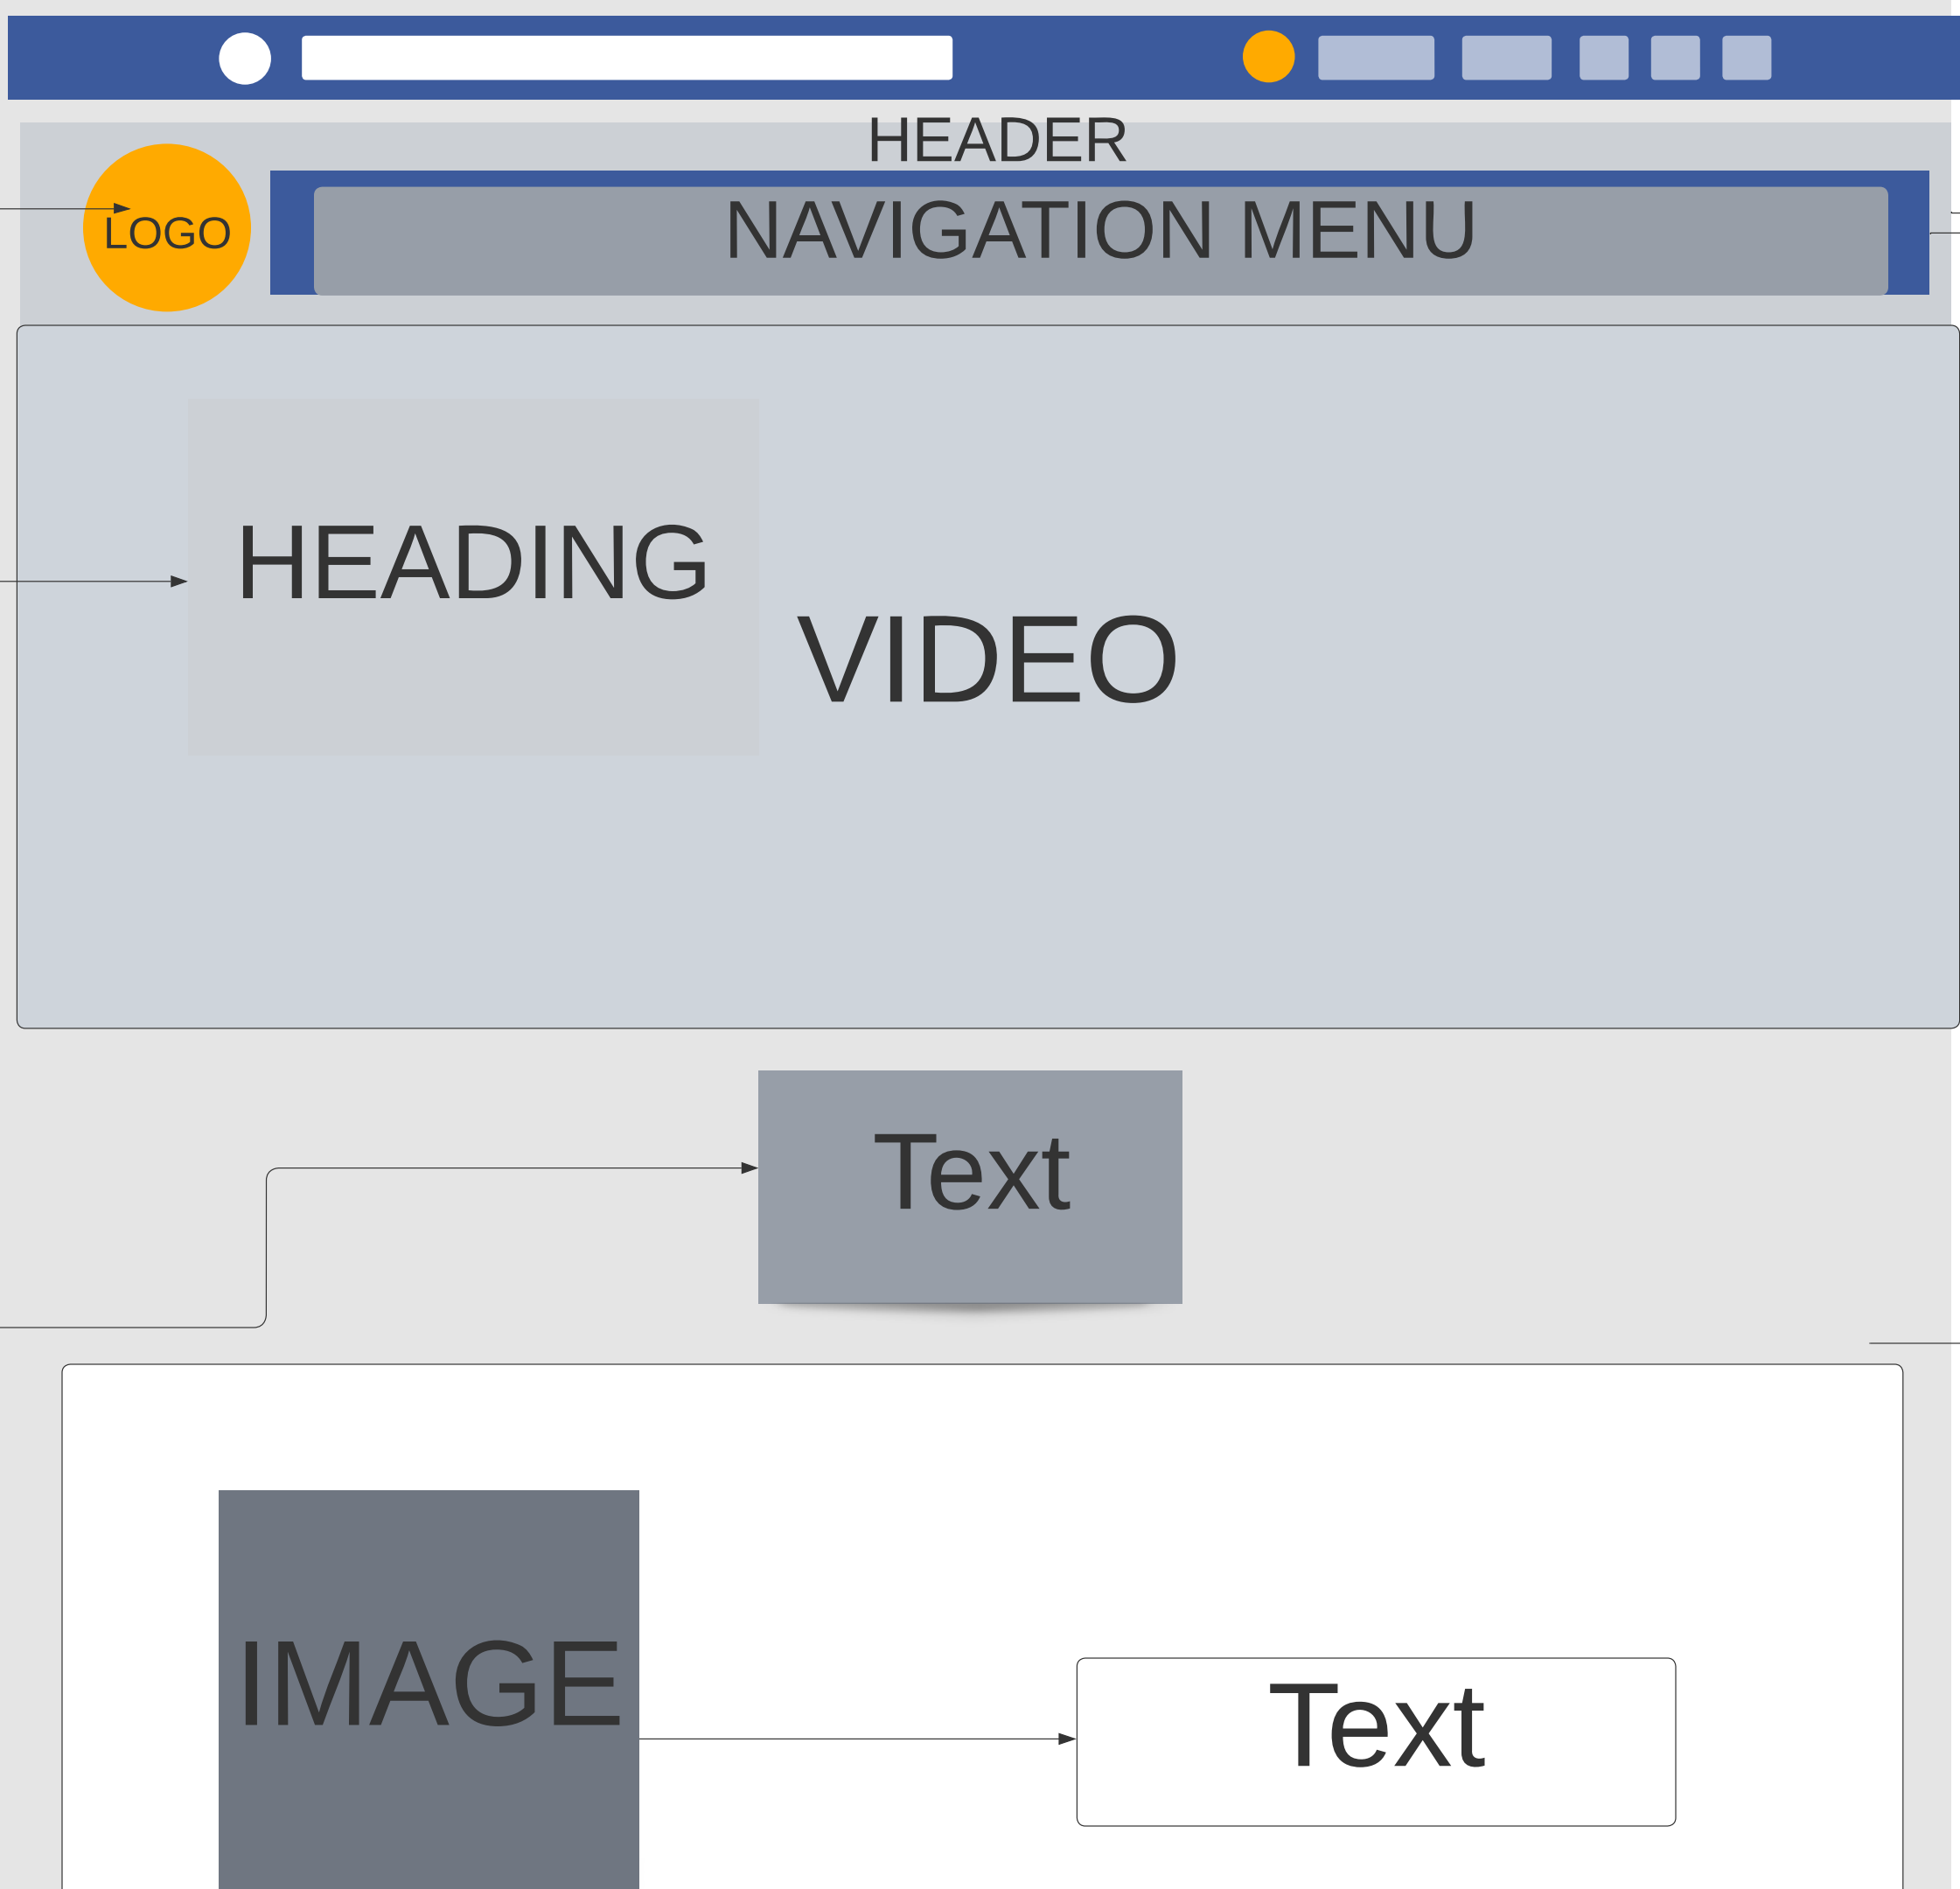 HEADER
LOGO
NAVIGATION MENU
HEADING
VIDEO
Text
IMAGE
Text